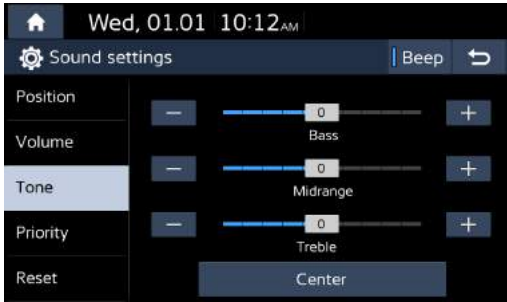 Wed, 01.01 10:12AM
Sound settings
Beep
Position
Volume
Tone
Priority
Reset
0
Bass
0
Midrange
0
Treble
Center